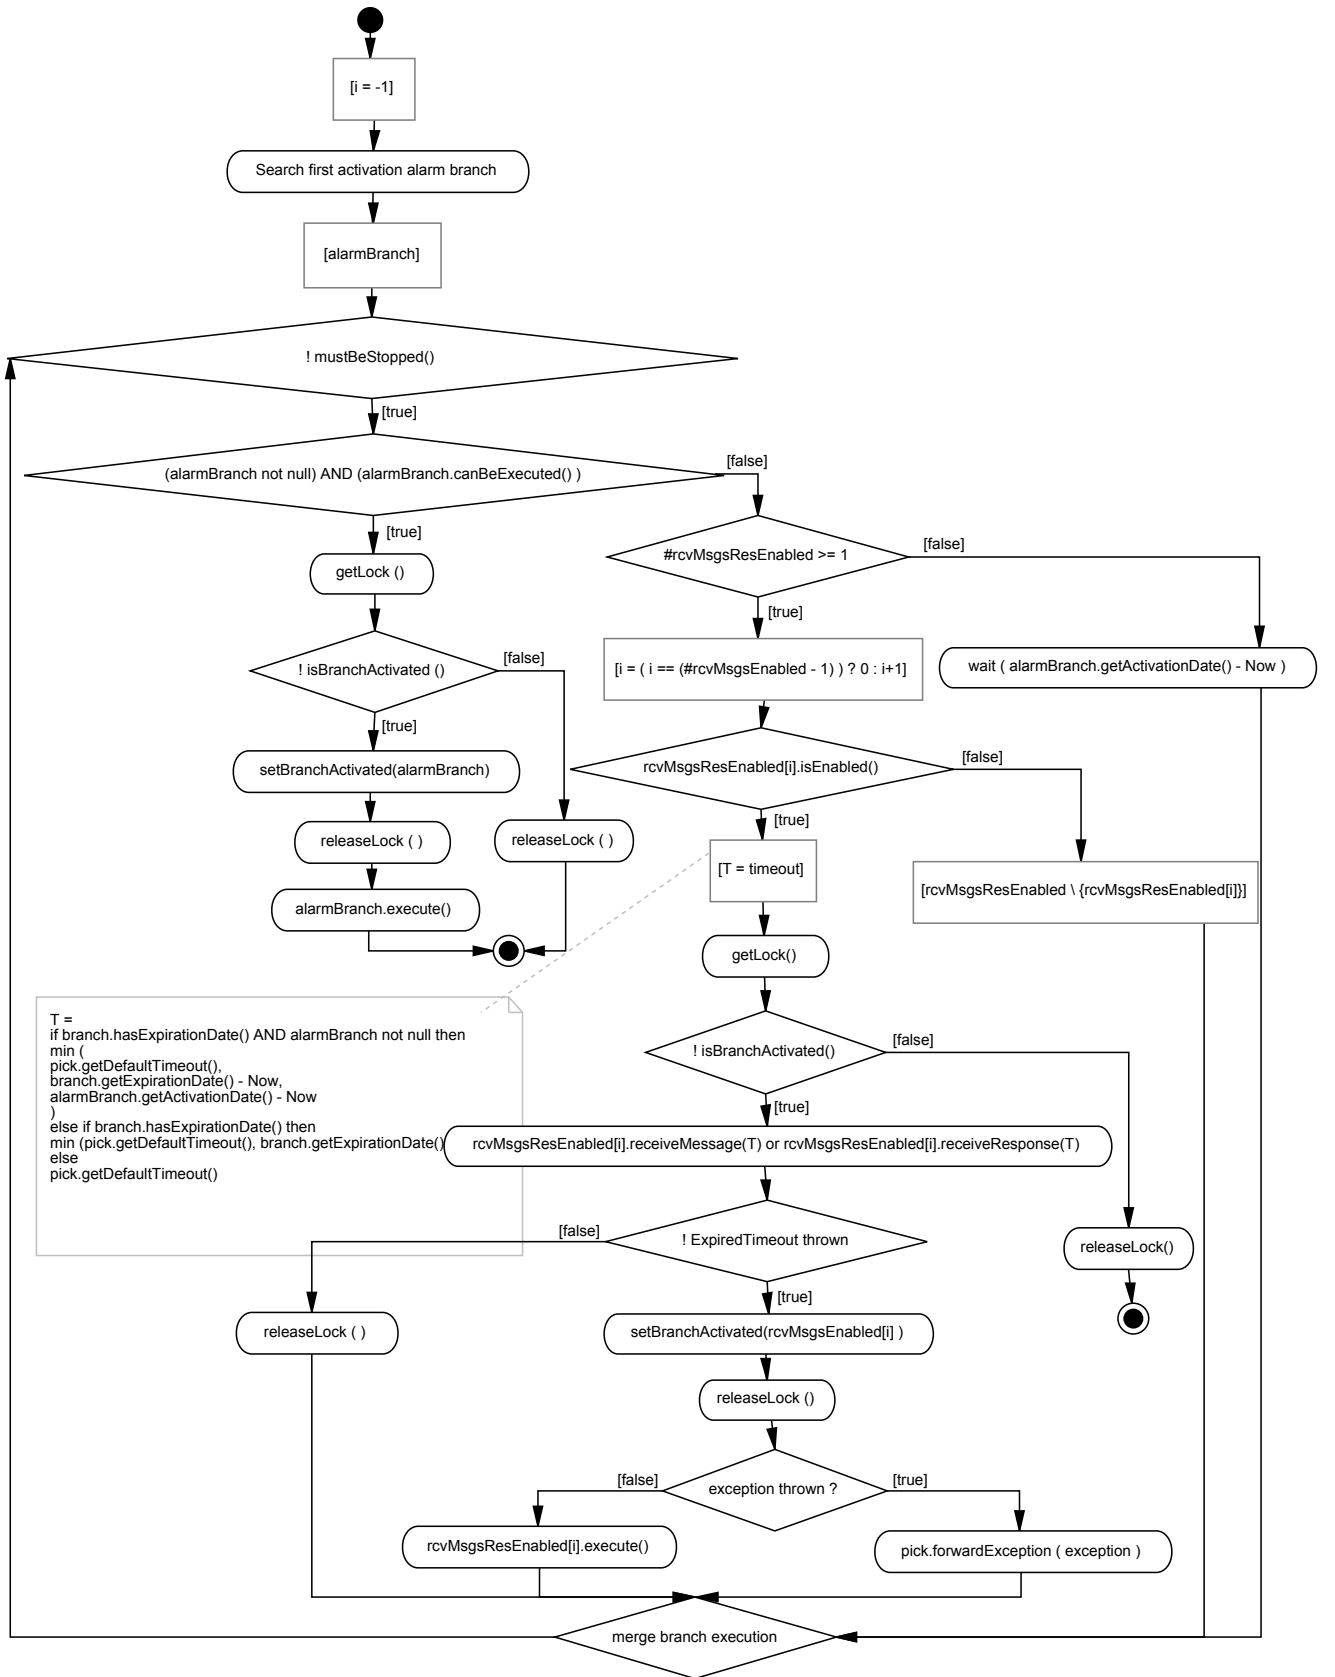 [i = -1]
Search first activation alarm branch
[alarmBranch]
! mustBeStopped()
[true]
(alarmBranch not null) AND (alarmBranch.canBeExecuted() )
[false]
[true]
#rcvMsgsResEnabled >= 1
[false]
getLock ()
[true]
! isBranchActivated ()
[false]
[i = ( i == (#rcvMsgsEnabled - 1) ) ? 0 : i+1]
wait ( alarmBranch.getActivationDate() - Now )
[true]
setBranchActivated(alarmBranch)
rcvMsgsResEnabled[i].isEnabled()
[false]
[true]
releaseLock ( )
releaseLock ( )
[T = timeout]
[rcvMsgsResEnabled \ {rcvMsgsResEnabled[i]}]
alarmBranch.execute()
getLock()
T =
if branch.hasExpirationDate() AND alarmBranch not null then
min (
pick.getDefaultTimeout(),
branch.getExpirationDate() - Now,
alarmBranch.getActivationDate() - Now
)
else if branch.hasExpirationDate() then
min (pick.getDefaultTimeout(), branch.getExpirationDate()
else
pick.getDefaultTimeout()
! isBranchActivated()
[false]
[true]
rcvMsgsResEnabled[i].receiveMessage(T) or rcvMsgsResEnabled[i].receiveResponse(T)
[false]
! ExpiredTimeout thrown
releaseLock()
[true]
releaseLock ( )
setBranchActivated(rcvMsgsEnabled[i] )
releaseLock ()
[false]
exception thrown ?
[true]
rcvMsgsResEnabled[i].execute()
pick.forwardException ( exception )
merge branch execution